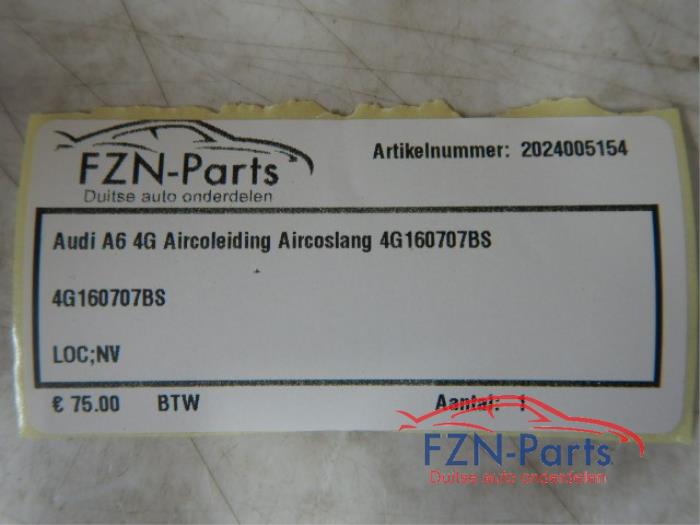 FZN-Parts
Duitse auto onderdelen
Artikelnummer: 2024005154
Audi A6 4G Aircoleiding Aircoslang 4G160707BS
4G160707BS
LOC;NV
€ 75.00 BTW Aantal: 1
FZN-Parts
Duitse auto onderdelen